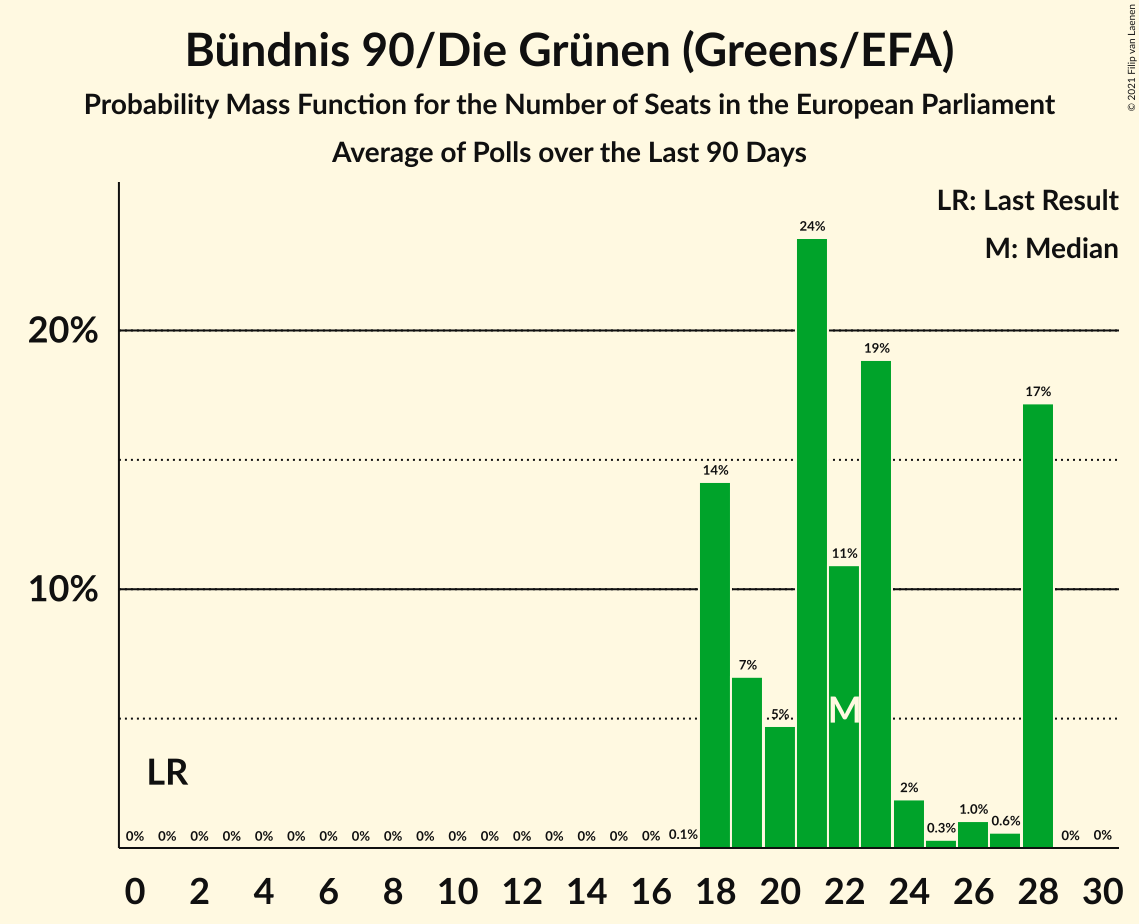 Bündnis 90/Die Grünen (Greens/EFA)
Probability Mass Function for the Number of Seats in the European Parliament
Average of Polls over the Last 90 Days
© 2021 Filip van Laenen
LR: Last Result
M: Median
24%
20%
19%
17%
14%
11%
10%
7%
5%
M
LR
2%
1.0%
0.6%
0.3%
0% 0% 0% 0% 0% 0% 0% 0% 0% 0% 0% 0% 0% 0% 0% 0% 0% 0.1% 0% 0%
0 2 4 6 8 10 12 14 16 18 20 22 24 26 28 30